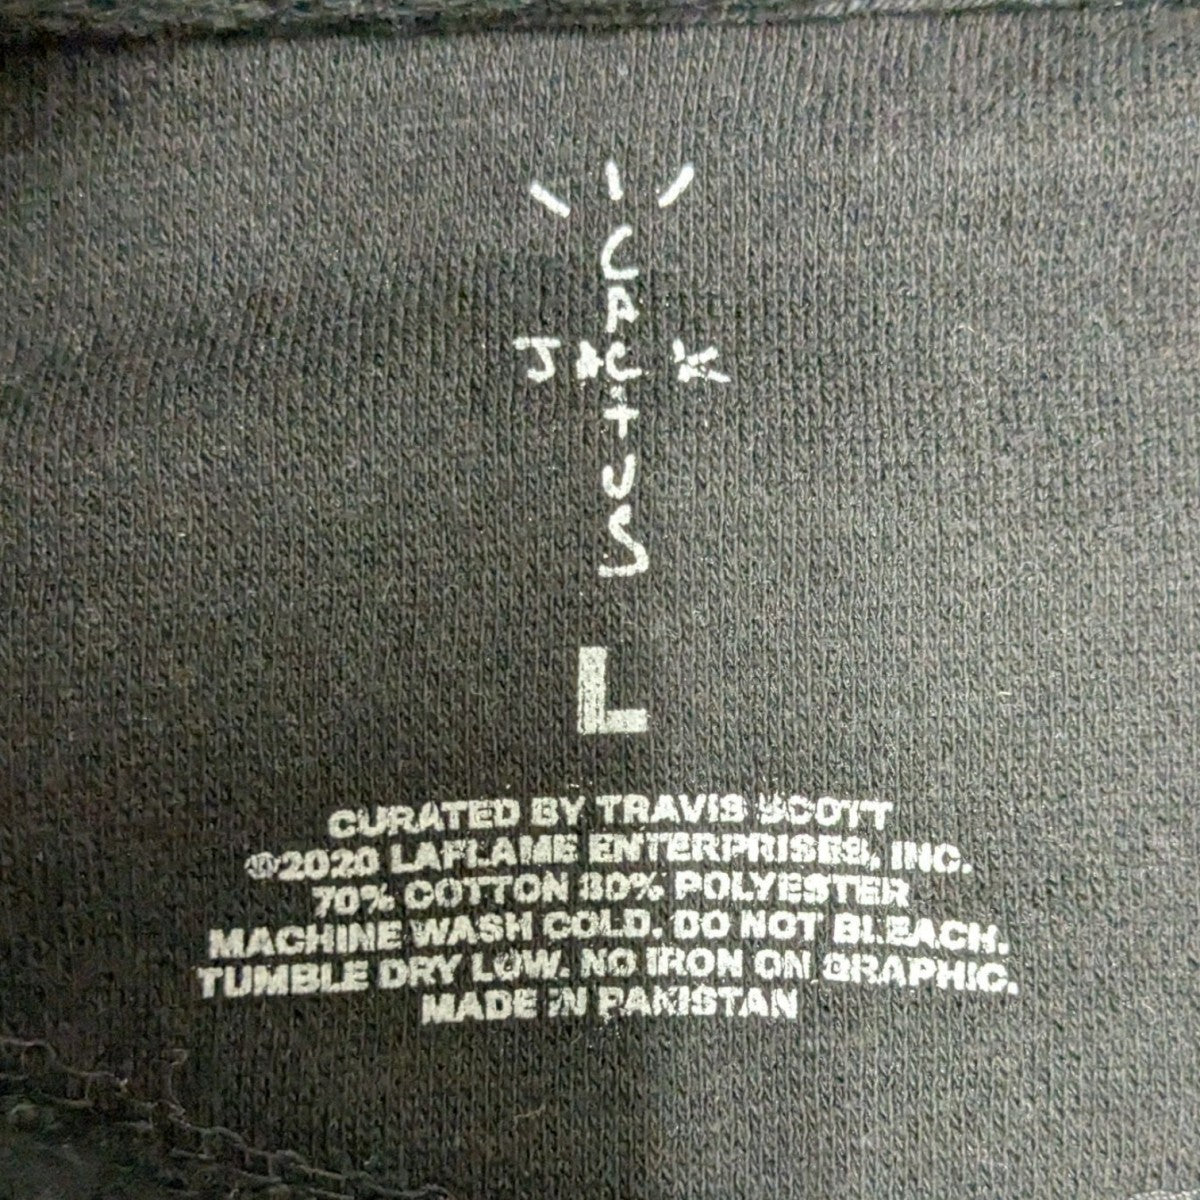 CACTUS
JACK
L
CURATED BY TRAVIS SCOTT
©2020 LAFLAME ENTERPRISES, INC.
70% COTTON 30% POLYESTER
MACHINE WASH COLD. DO NOT BLEACH.
TUMBLE DRY LOW. NO IRON ON GRAPHIC.
MADE IN PAKISTAN